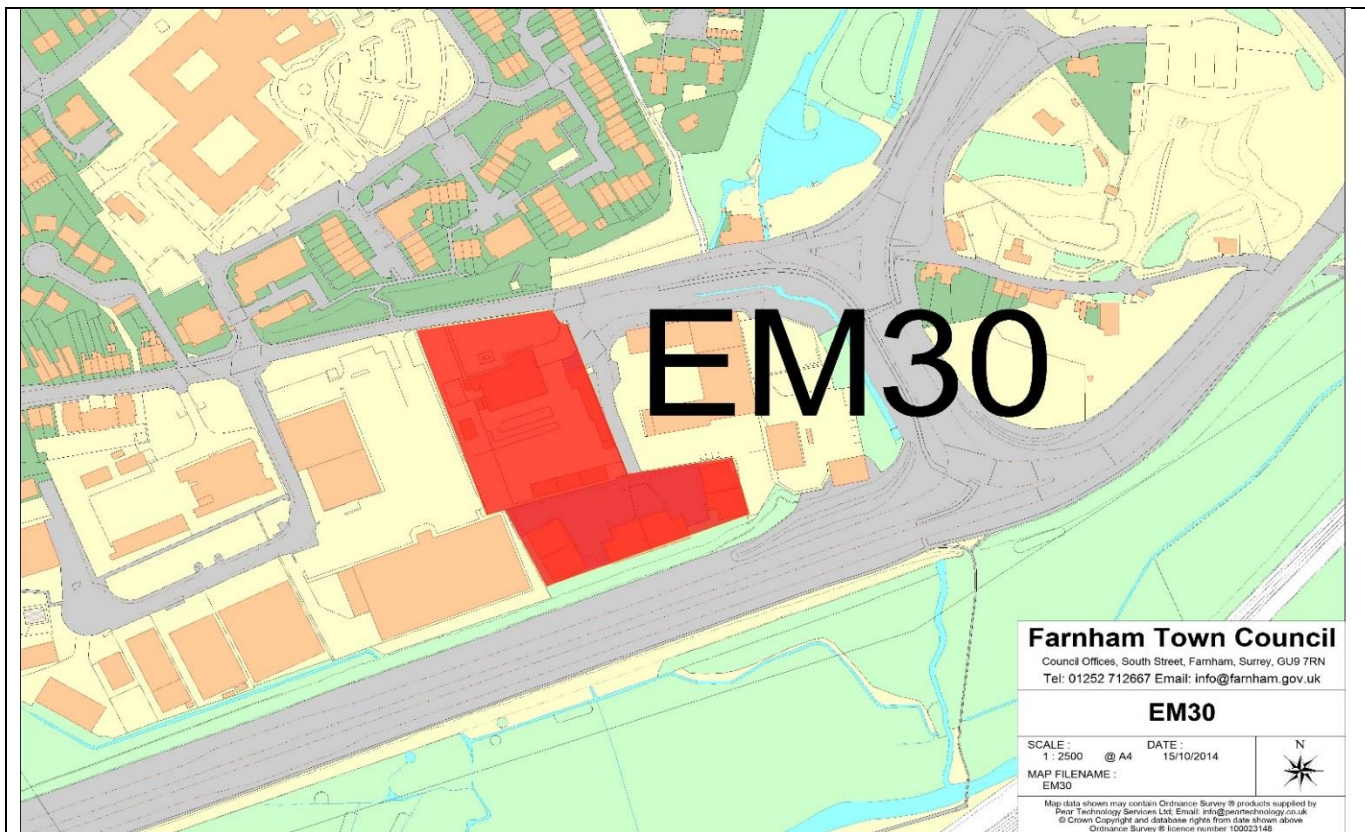 EM30
Farnham Town Council
Council Offices, South Street, Farnham, Surrey, GU9 7RN
Tel: 01252 712667 Email: info@farnham.gov.uk
EM30
SCALE : DATE :
1 : 2500 @ A4 15/10/2014
MAP FILENAME :
EM30
N
Map data shown may contain Ordnance Survey ® products supplied by
Pear Technology Services Ltd; Email: info@peartechnology.co.uk
© Crown Copyright and database rights from date shown above
Ordnance Survey ® licence number 100023148